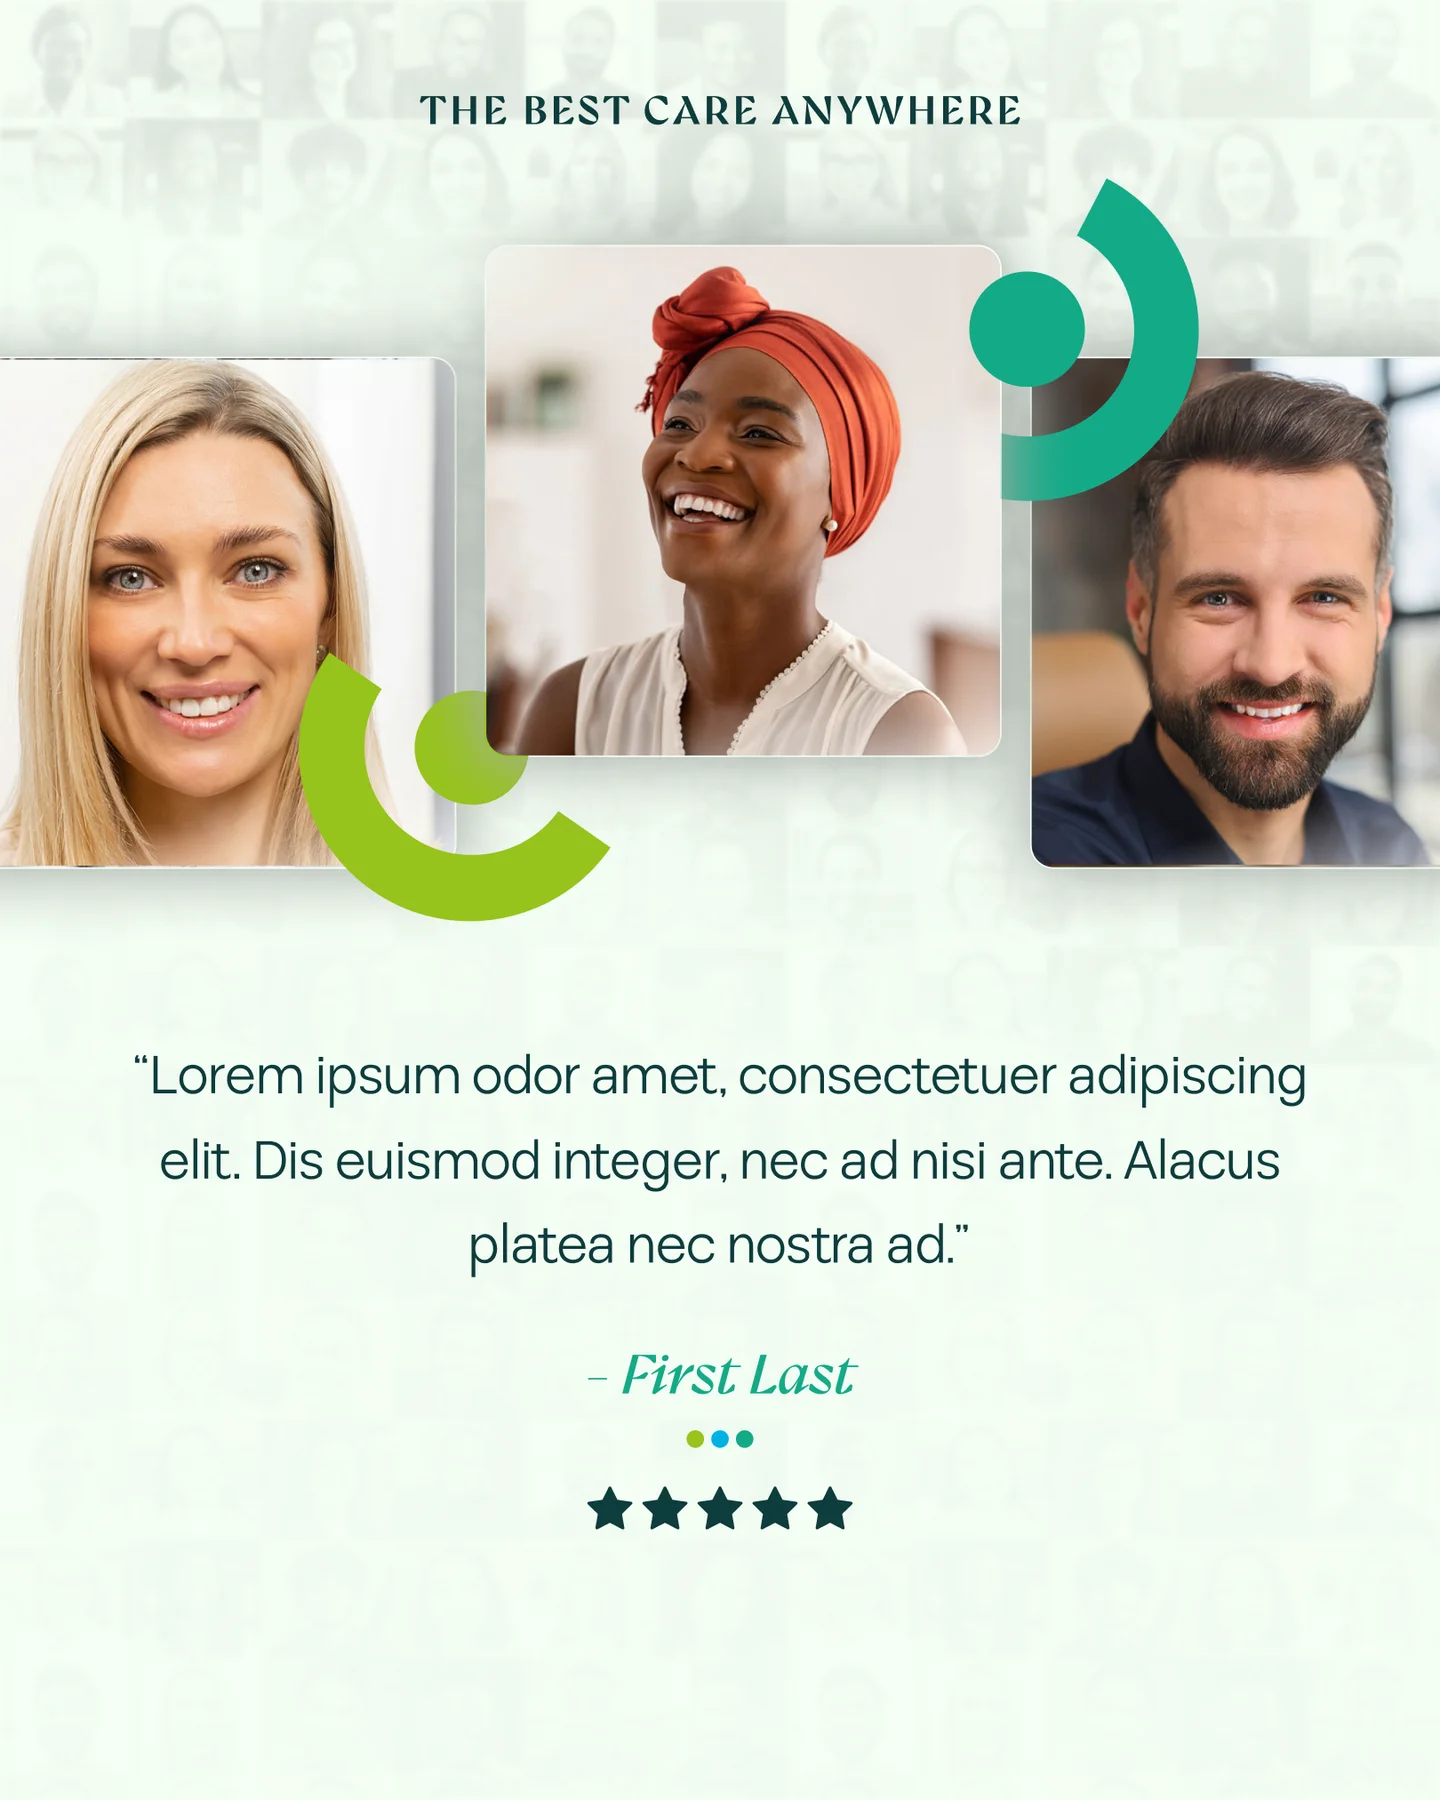 THE BEST CARE ANYWHERE
“Lorem ipsum odor amet, consectetuer adipiscing
elit. Dis euismod integer, nec ad nisi ante. Alacus
platea nec nostra ad.”
– First Last